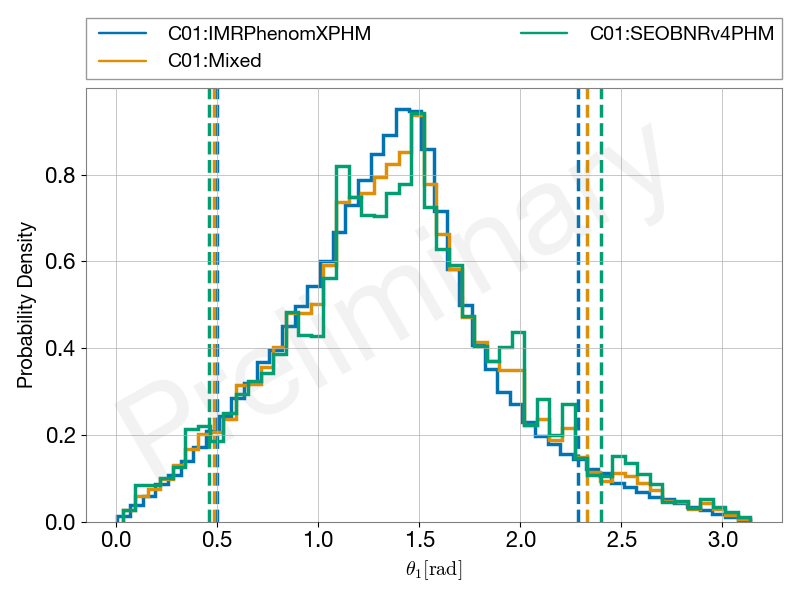 C01:IMRPhenomXPHM
C01:Mixed
C01:SEOBNRv4PHM
Preliminary
Probability Density
0.8
0.6
0.4
0.2
0.0
0.0 0.5 1.0 1.5 2.0 2.5 3.0
θ₁[rad]